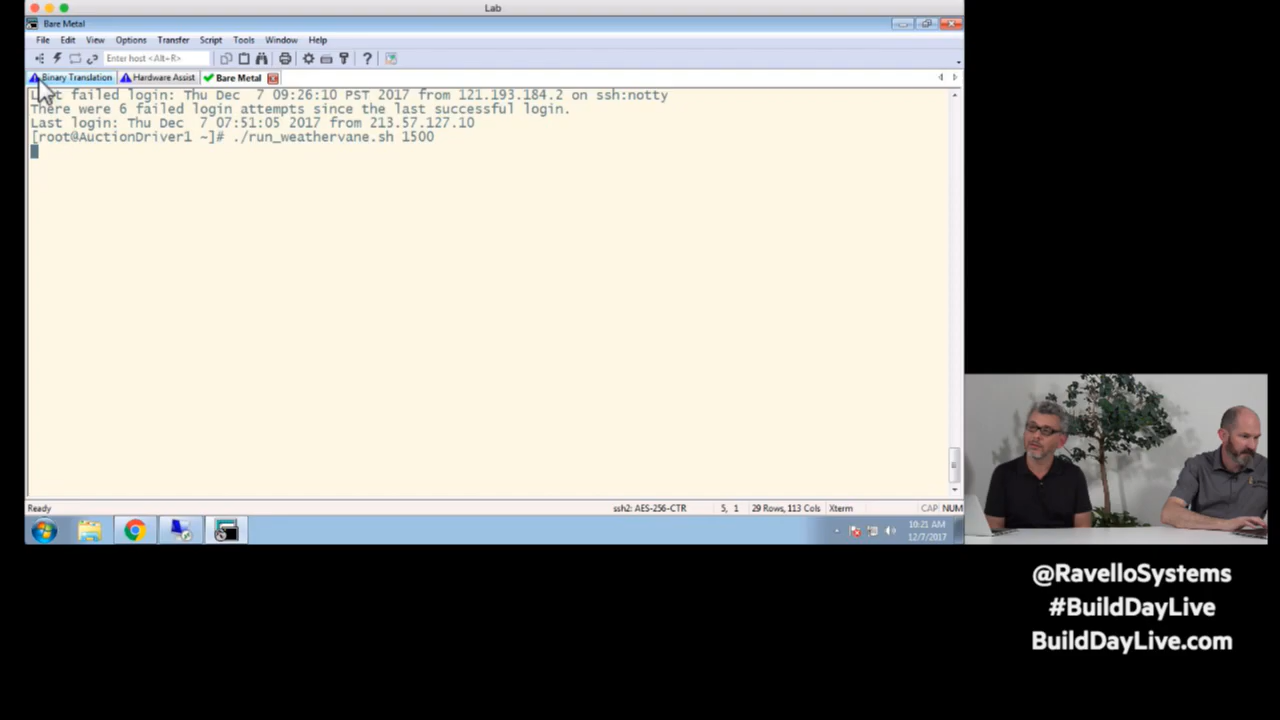 Lab
Bare Metal
File Edit View Options Transfer Script Tools Window Help
Enter host <Alt+R>
Binary Translation Hardware Assist Bare Metal
Last failed login: Thu Dec  7 09:26:10 PST 2017 from 121.193.184.2 on ssh:notty
There were 6 failed login attempts since the last successful login.
Last login: Thu Dec  7 07:51:05 2017 from 213.57.127.10
[root@AuctionDriver1 ~]# ./run_weathervane.sh 1500
Ready ssh2: AES-256-CTR 5, 1 29 Rows, 113 Cols Xterm CAP NUM
10:21 AM
12/7/2017
@RavelloSystems
#BuildDayLive
BuildDayLive.com